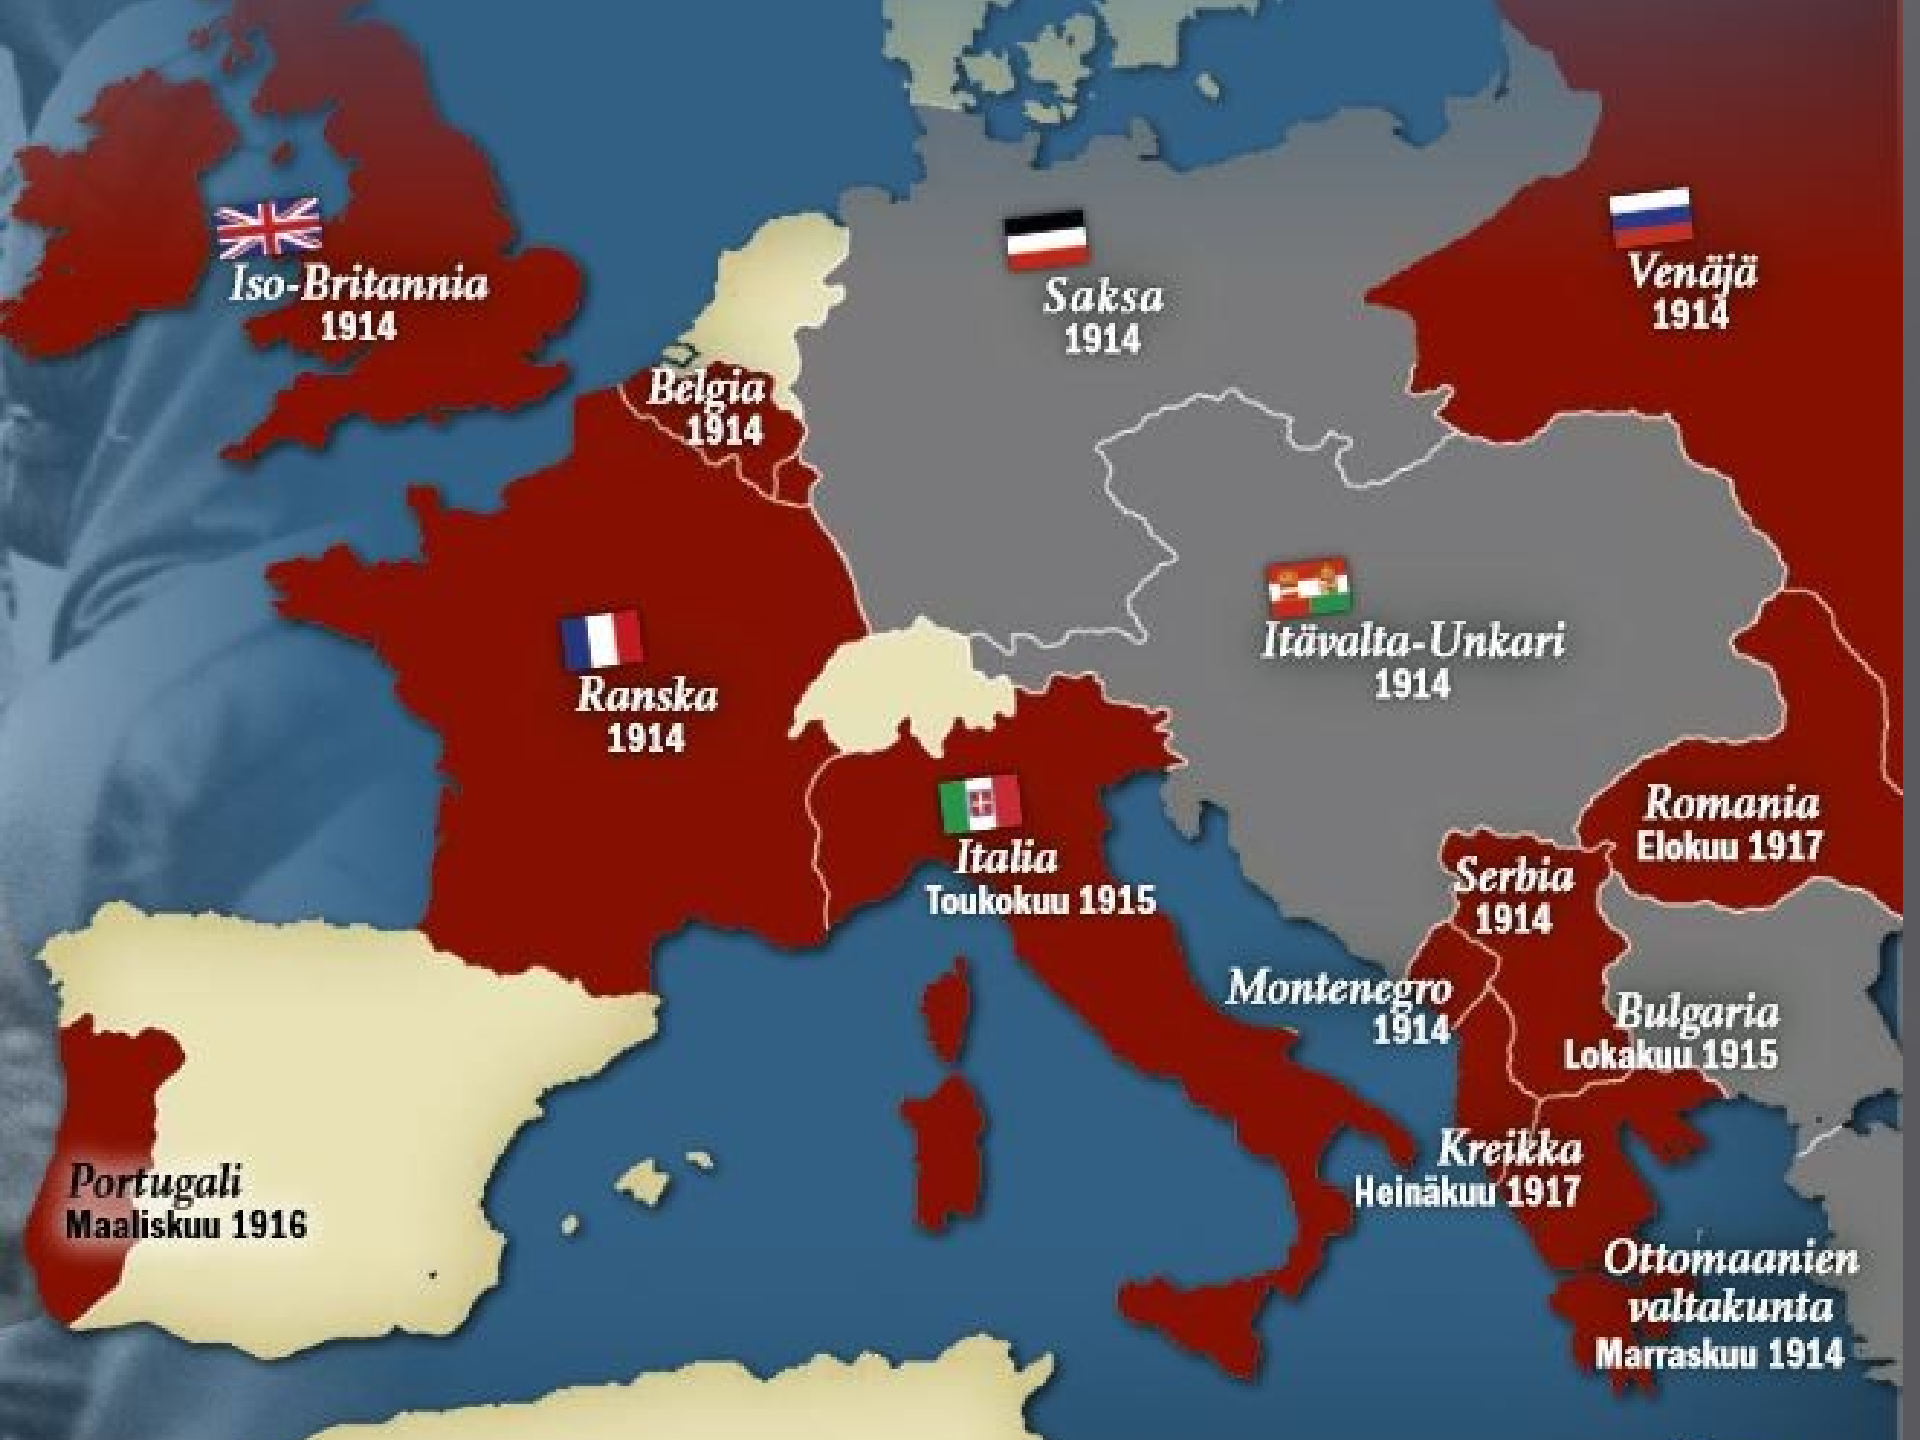 Iso-Britannia
1914
Saksa
1914
Venäjä
1914
Belgia
1914
Itävalta-Unkari
1914
Ranska
1914
Italia
Toukokuu 1915
Romania
Elokuu 1917
Serbia
1914
Montenegro
1914
Bulgaria
Lokakuu 1915
Kreikka
Heinäkuu 1917
Portugali
Maaliskuu 1916
Ottomaanien
valtakunta
Marraskuu 1914